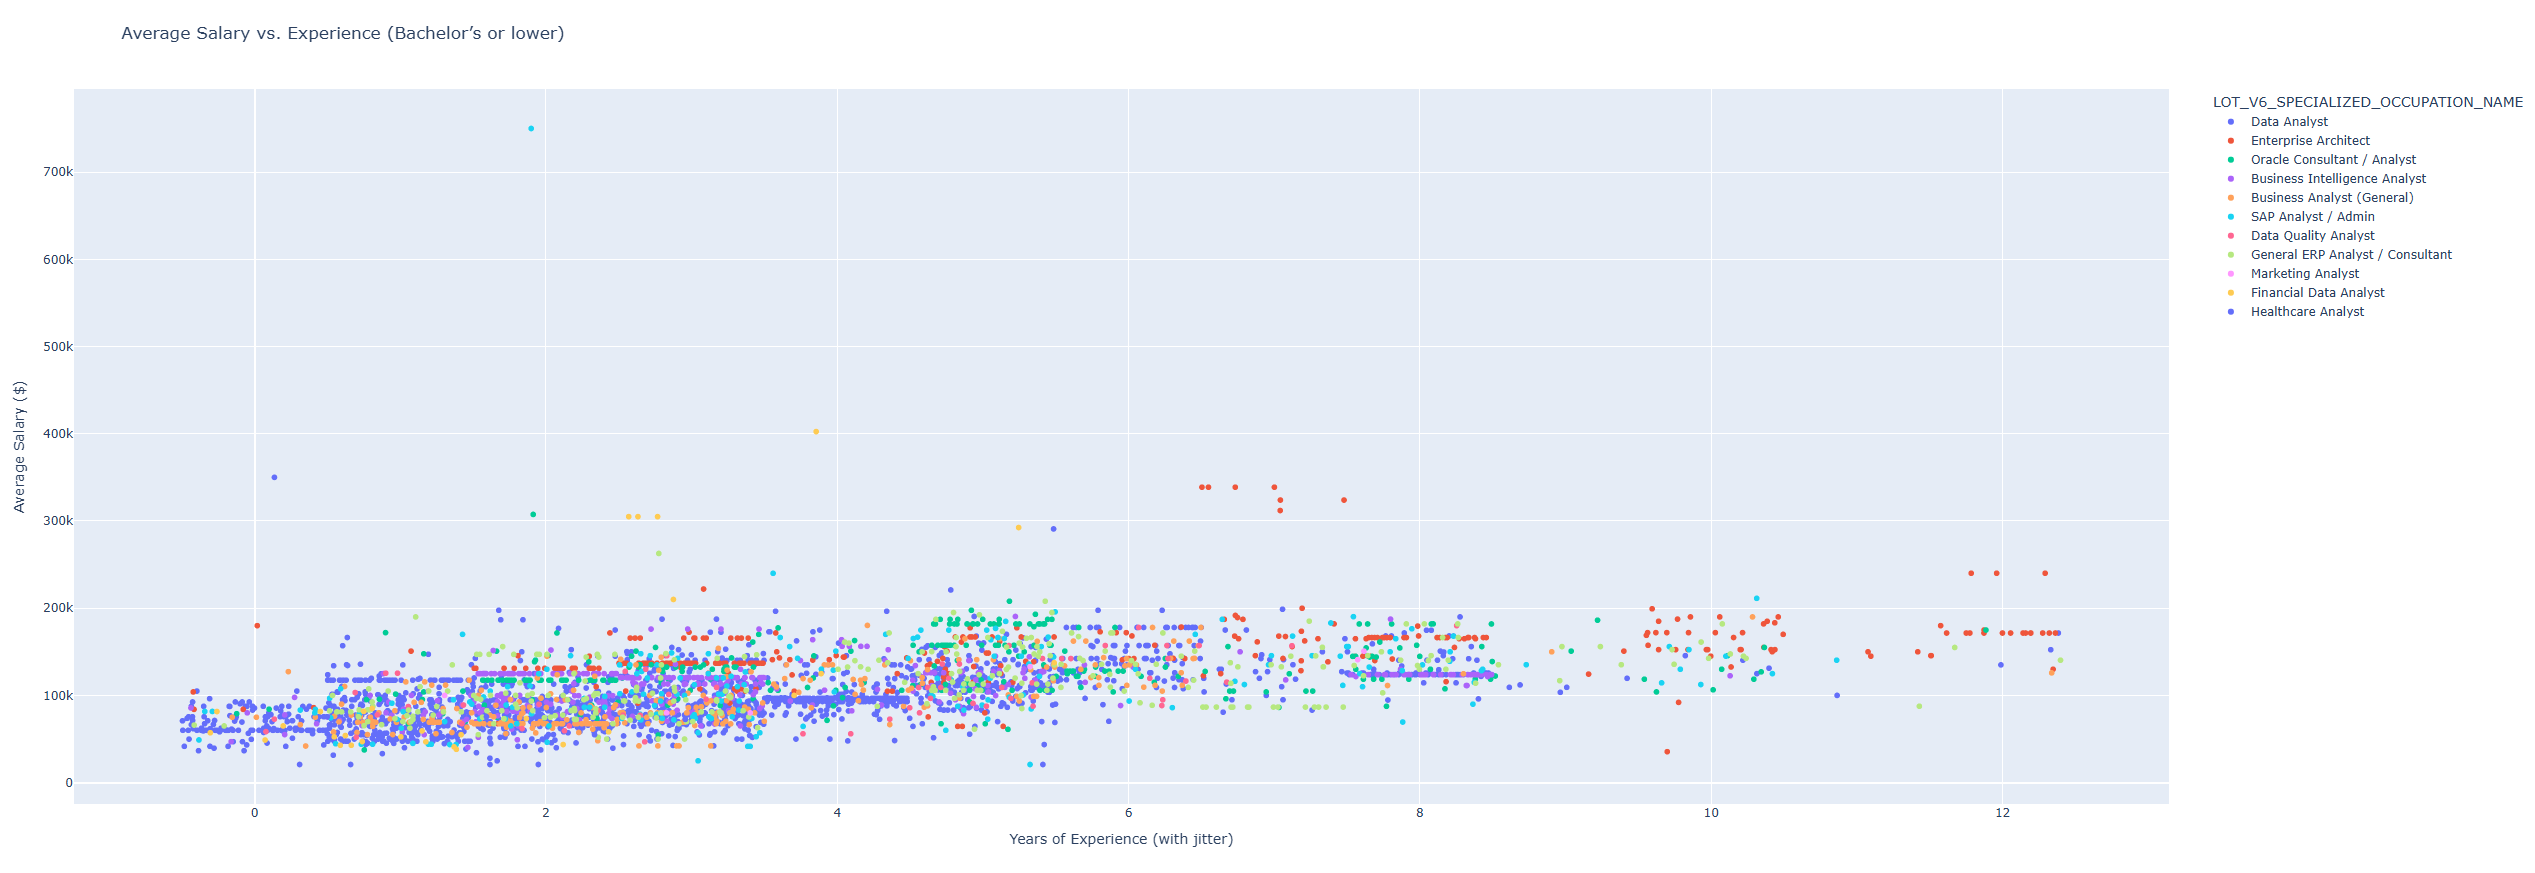 Average Salary vs. Experience (Bachelor’s or lower)
LOT_V6_SPECIALIZED_OCCUPATION_NAME
Data Analyst
Enterprise Architect
Oracle Consultant / Analyst
Business Intelligence Analyst
Business Analyst (General)
SAP Analyst / Admin
Data Quality Analyst
General ERP Analyst / Consultant
Marketing Analyst
Financial Data Analyst
Healthcare Analyst
Average Salary ($)
700k
600k
500k
400k
300k
200k
100k
0
0 2 4 6 8 10 12
Years of Experience (with jitter)